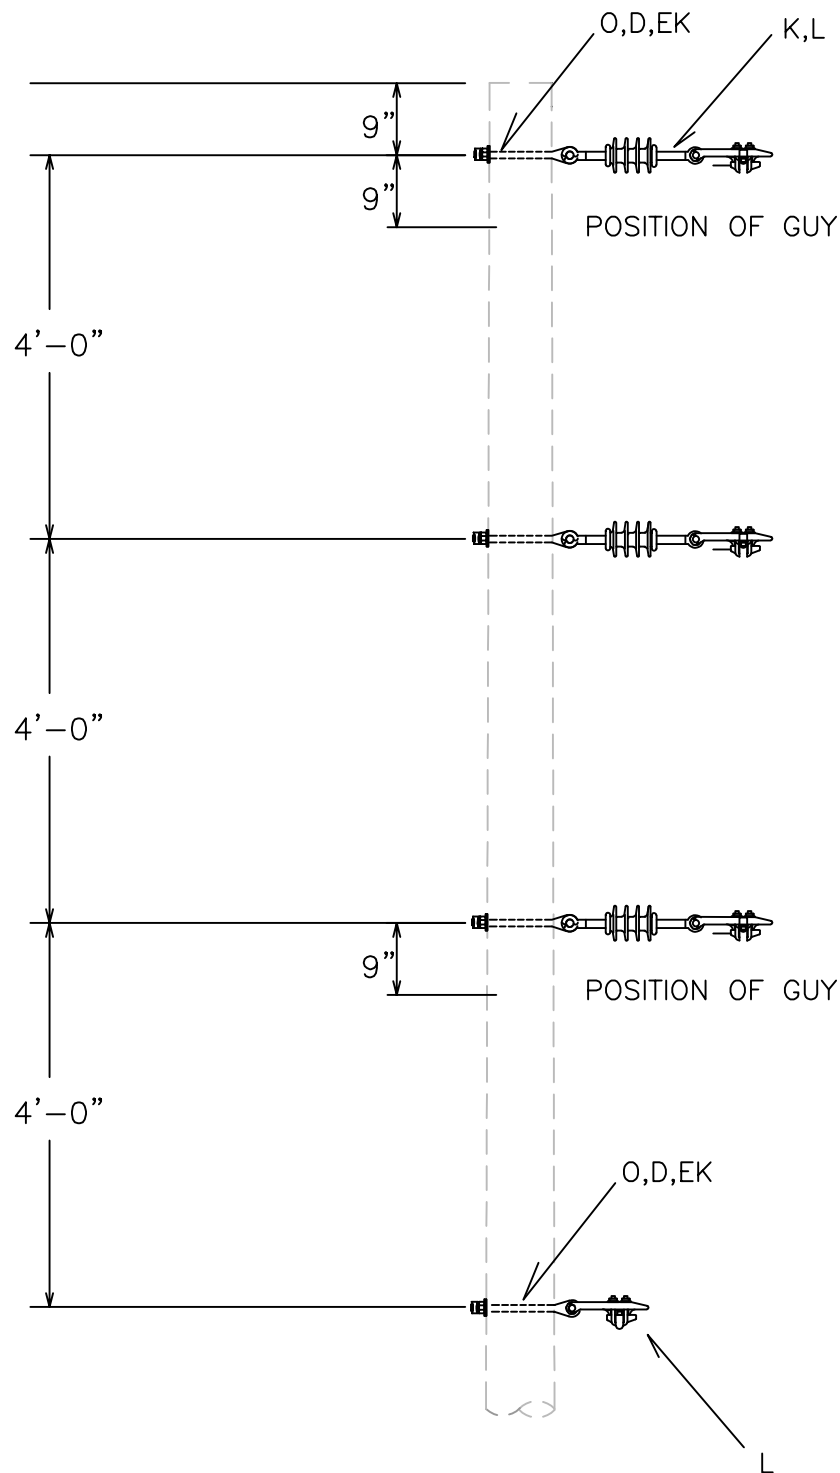 O,D,EK
K,L
9”
9”
POSITION OF GUY
4’–0”
4’–0”
9”
POSITION OF GUY
4’–0”
O,D,EK
L